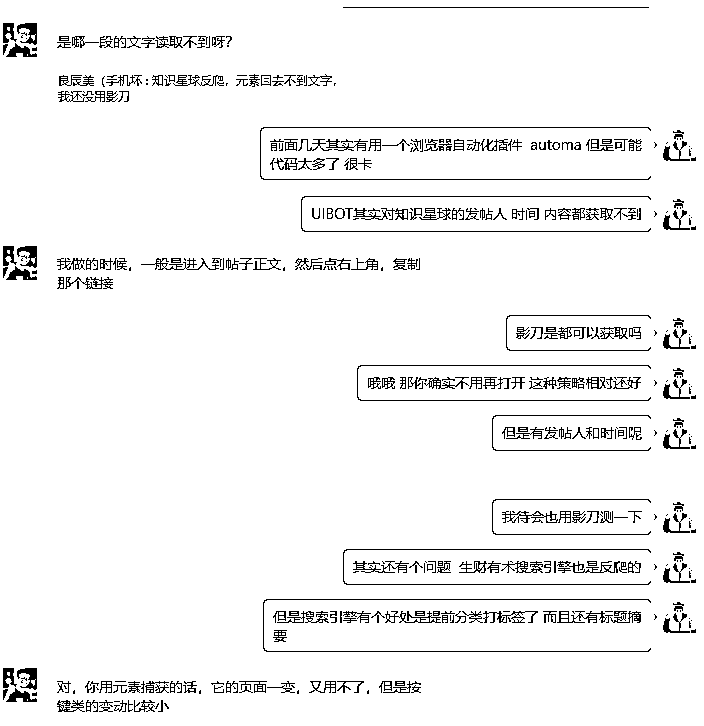 是哪一段的文字读取不到呀?
良辰美（手机坏：知识星球反爬，元素回去不到文字，
我还没用影刀
前面几天其实有用一个浏览器自动化插件 automa 但是可能
代码太多了 很卡
UIBOT其实对知识星球的发帖人 时间 内容都获取不到
我做的时候，一般是进入到帖子正文，然后点右上角，复制
那个链接
影刀是都可以获取吗
哦哦 那你确实不用再打开 这种策略相对还好
但是有发帖人和时间呢
我待会也用影刀测一下
其实还有个问题 生财有术搜索引擎也是反爬的
但是搜索引擎有个好处是提前分类打标签了 而且还有标题摘
要
对，你用元素捕获的话，它的页面一变，又用不了，但是按
键类的变动比较小